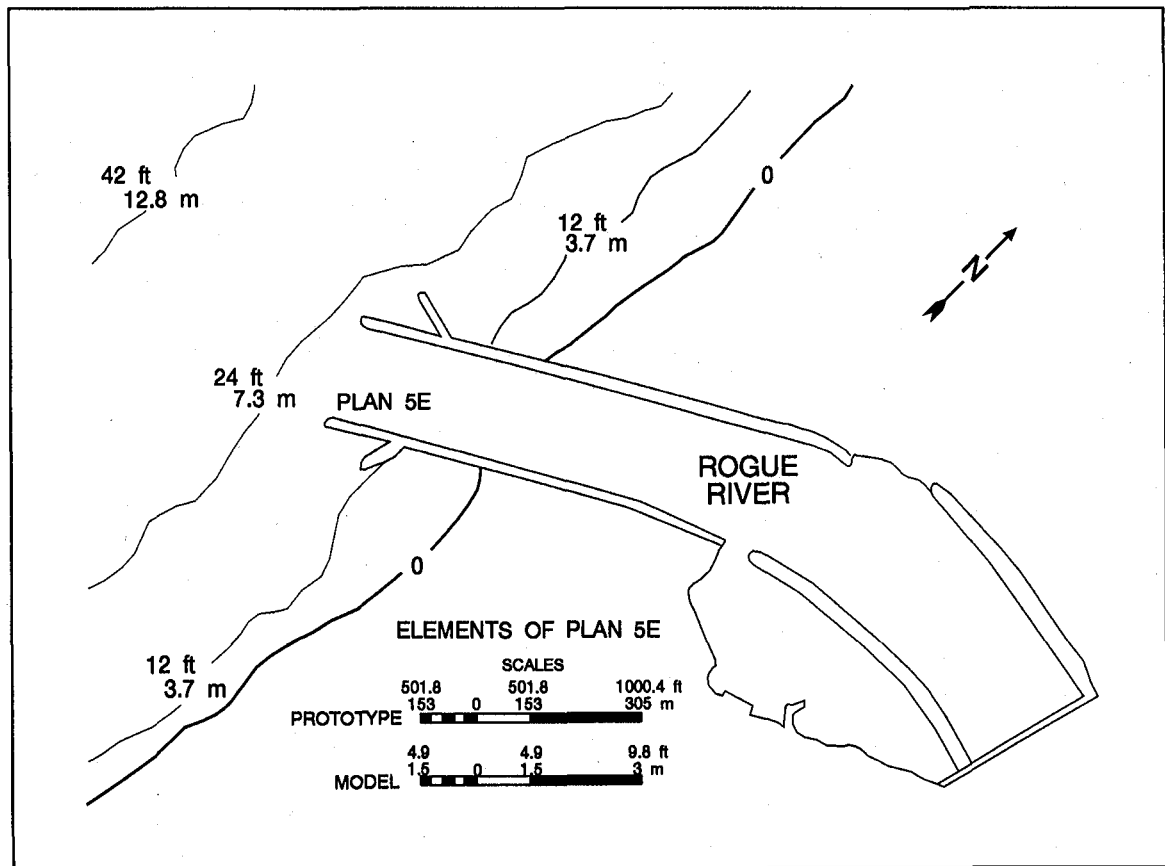 42 ft
12.8 m
0
12 ft
3.7 m
N
24 ft
7.3 m
PLAN 5E
ROGUE
RIVER
0
ELEMENTS OF PLAN 5E
12 ft
3.7 m
SCALES
501.8 501.8 1000.4 ft
153 0 153 305 m
PROTOTYPE
4.9 4.9 9.8 ft
1.5 0 1.5 3 m
MODEL